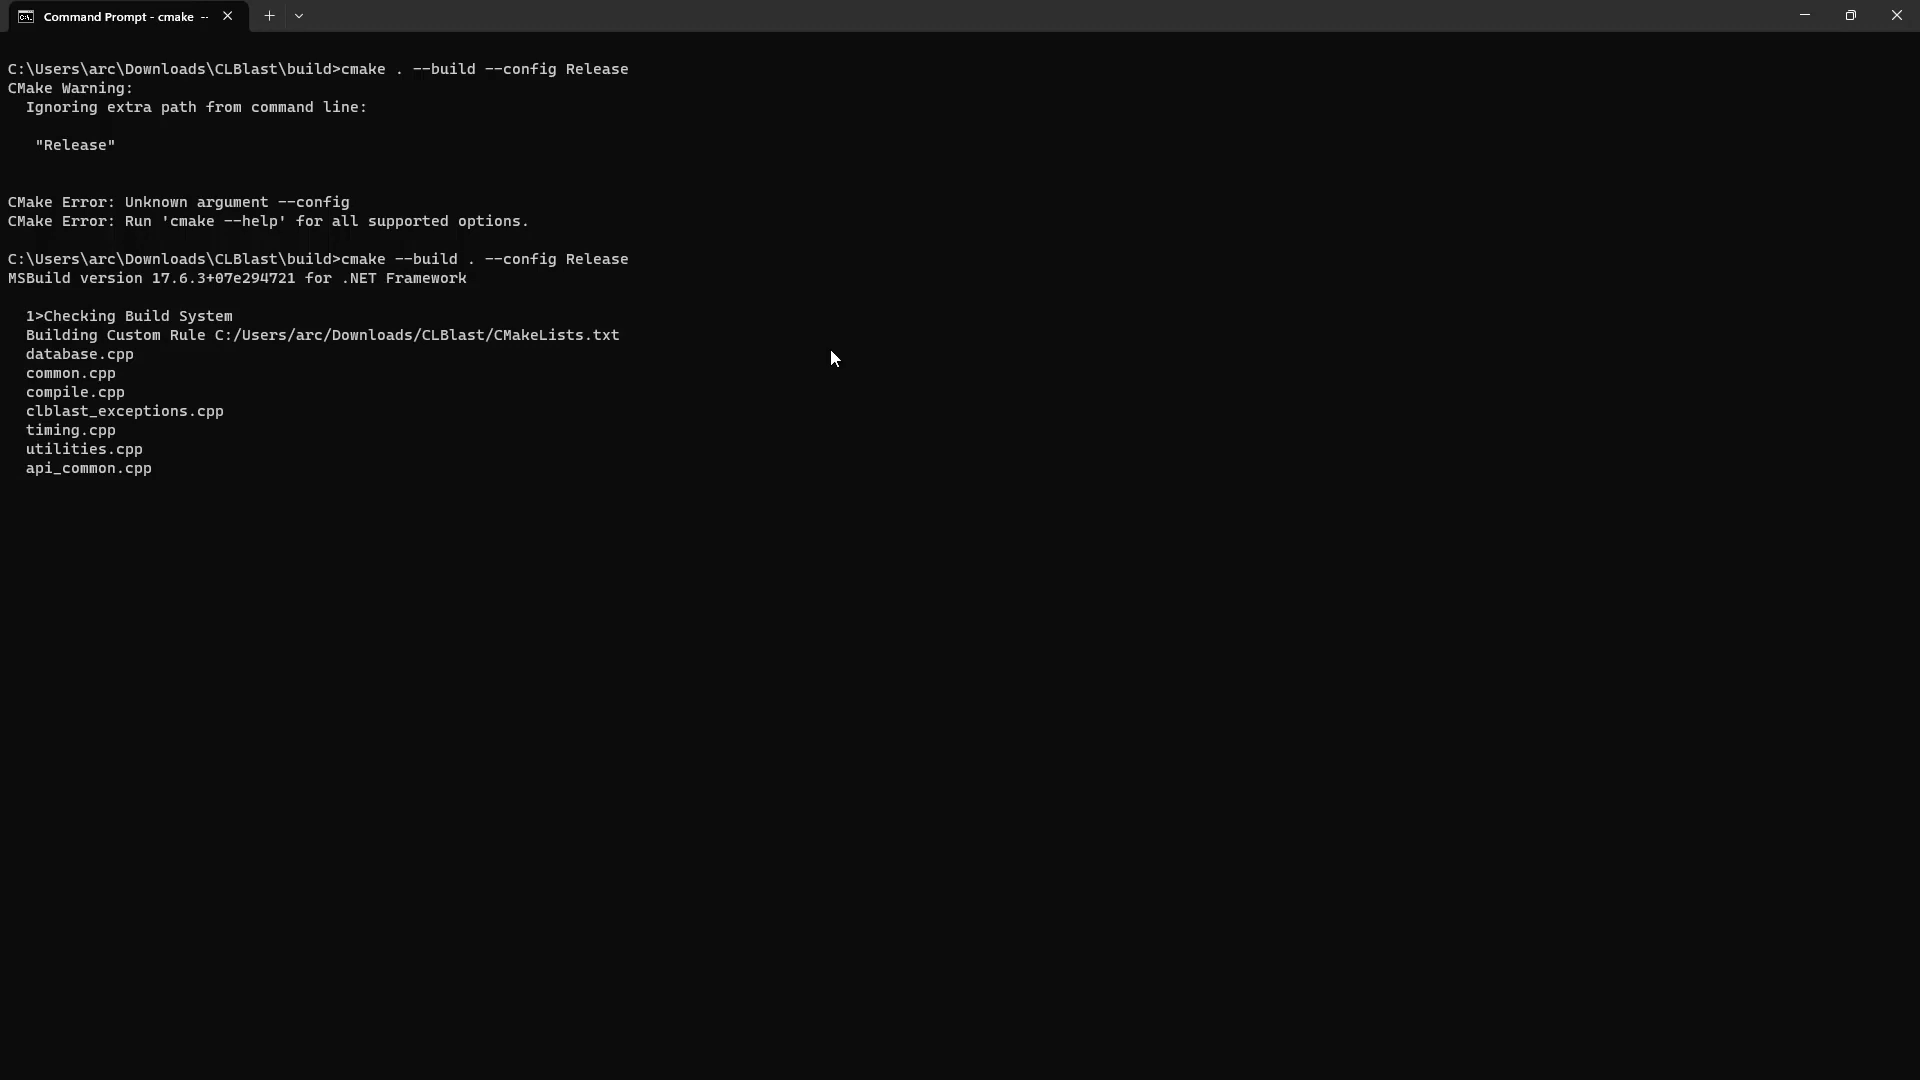 Command Prompt - cmake --
C:\Users\arc\Downloads\CLBlast\build>cmake . --build --config Release
CMake Warning:
  Ignoring extra path from command line:
   "Release"
CMake Error: Unknown argument --config
CMake Error: Run 'cmake --help' for all supported options.
C:\Users\arc\Downloads\CLBlast\build>cmake --build . --config Release
MSBuild version 17.6.3+07e294721 for .NET Framework
  1>Checking Build System
  Building Custom Rule C:/Users/arc/Downloads/CLBlast/CMakeLists.txt
  database.cpp
  common.cpp
  compile.cpp
  clblast_exceptions.cpp
  timing.cpp
  utilities.cpp
  api_common.cpp